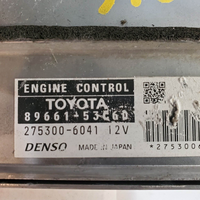 ENGINE CONTROL
TOYOTA
89661-53C60
275300-6041 12V
DENSO MADE IN JAPAN